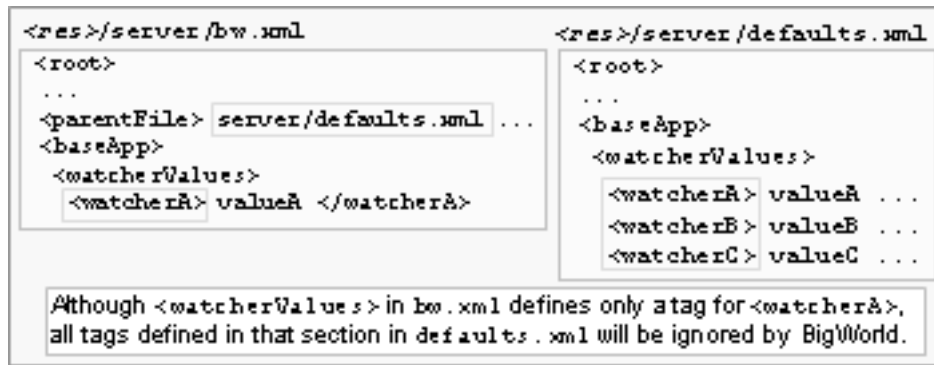 <res>/server/bw.xml
<root>
...
<parentFile> server/defaults.xml ...
<baseApp>
<watcherValues>
<watcherA> valueA </watcherA>
<res>/server/defaults.xml
<root>
...
<baseApp>
<watcherValues>
<watcherA> valueA ...
<watcherB> valueB ...
<watcherC> valueC ...
Although <watcherValues> in bw.xml defines only a tag for <watcherA>,
all tags defined in that section in defaults.xml will be ignored by BigWorld.